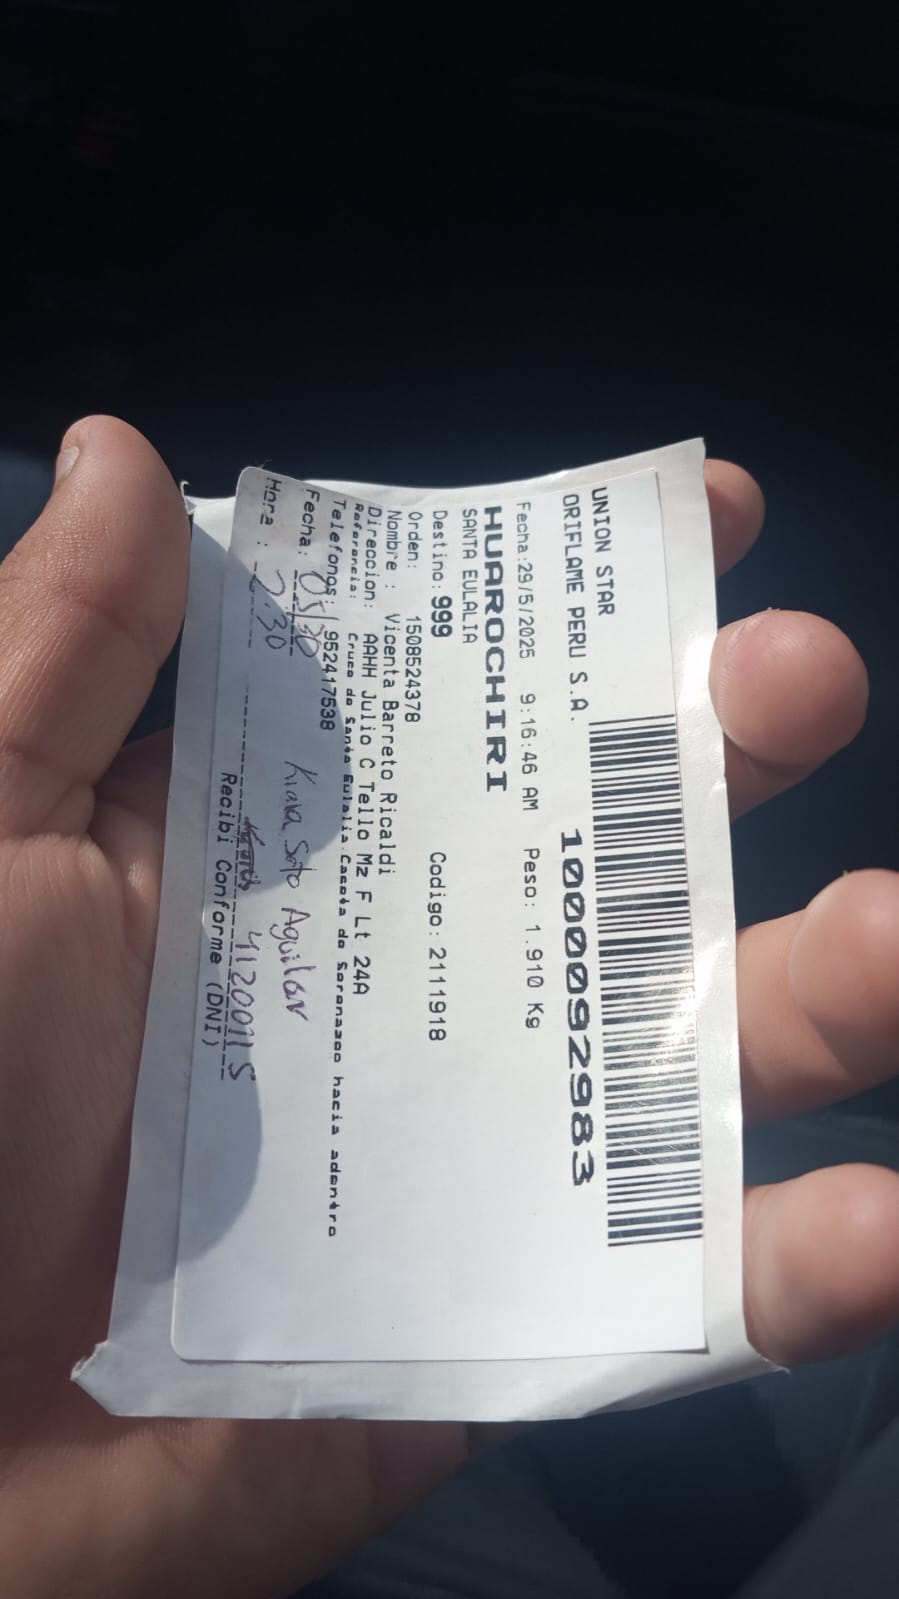 UNION STAR
ORIFLAME PERU S.A.
1000092983
Fecha:29/5/2025 9:16:46 AM Peso: 1.910 Kg
HUAROCHIRI
SANTA EULALIA
Destino:999 Codigo:2111918
Orden: 1508524378
Nombre : Vicenta Barreto Ricaldi
Direccion: AAHH Julio C Tello Mz F Lt 24A
Referencia: Cruce de Santa Eulalia Caseta de Serenazgo hacia adentro
Telefonos: 952417538
Fecha: 05/30 Kiara Soto Aguilar
Hora : 2:30
Recibi Conforme (DNI)